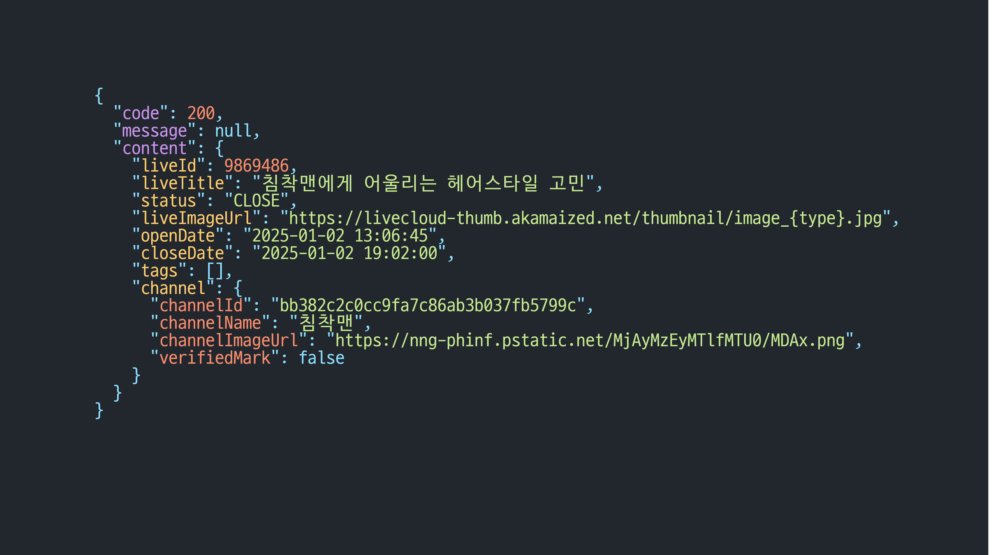 {
  "code": 200,
  "message": null,
  "content": {
    "liveId": 9869486,
    "liveTitle": "침착맨에게 어울리는 헤어스타일 고민",
    "status": "CLOSE",
    "liveImageUrl": "https://livecloud-thumb.akamaized.net/thumbnail/image_{type}.jpg",
    "openDate": "2025-01-02 13:06:45",
    "closeDate": "2025-01-02 19:02:00",
    "tags": [],
    "channel": {
      "channelId": "bb382c2c0cc9fa7c86ab3b037fb5799c",
      "channelName": "침착맨",
      "channelImageUrl": "https://nng-phinf.pstatic.net/MjAyMzEyMTlfMTU0/MDAx.png",
      "verifiedMark": false
    }
  }
}